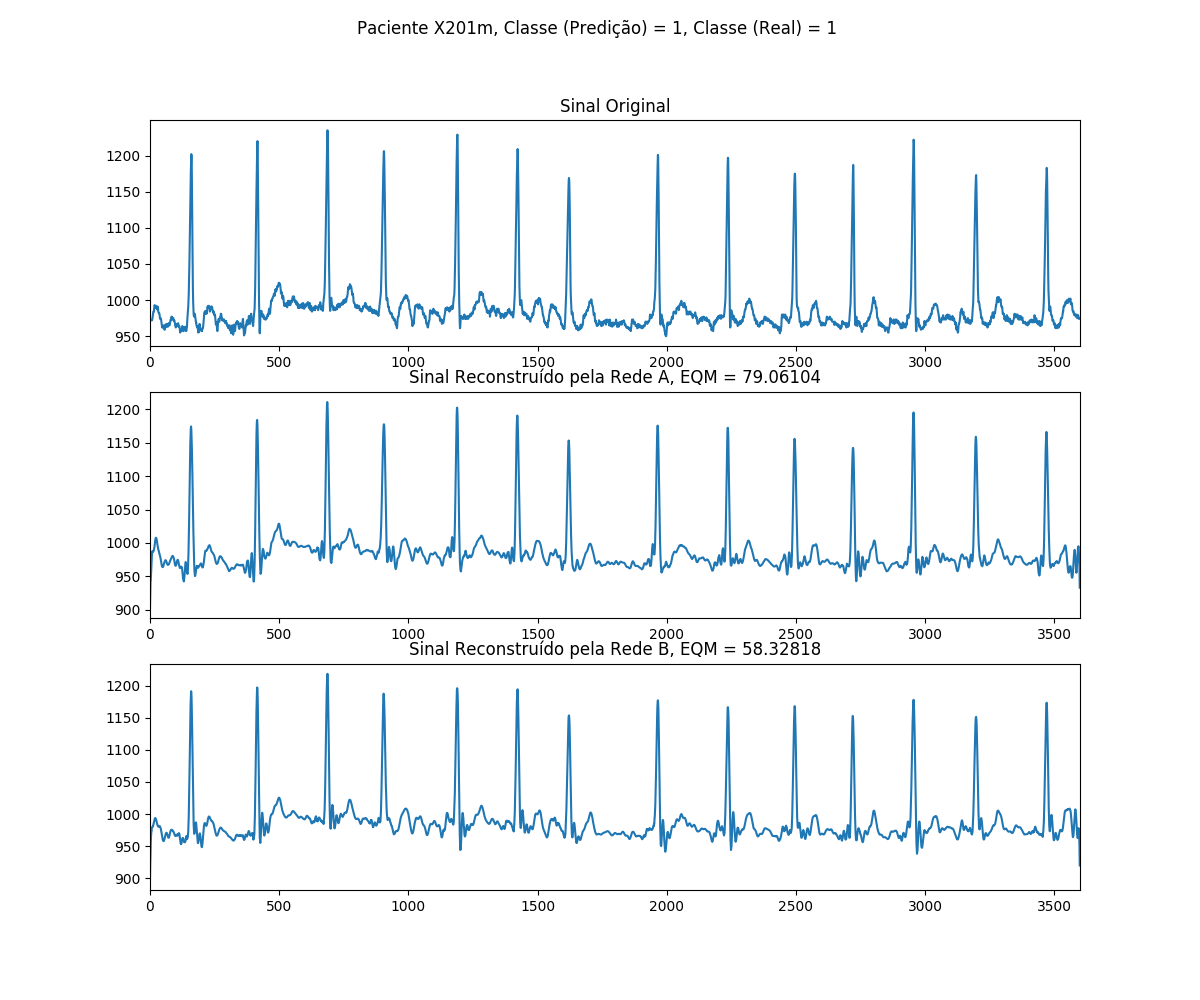 Paciente X201m, Classe (Predição) = 1, Classe (Real) = 1
Sinal Original
1200
1150
1100
1050
1000
950
0 500 1000 1500 2000 2500 3000 3500
Sinal Reconstruído pela Rede A, EQM = 79.06104
1200
1150
1100
1050
1000
950
900
0 500 1000 1500 2000 2500 3000 3500
Sinal Reconstruído pela Rede B, EQM = 58.32818
1200
1150
1100
1050
1000
950
900
0 500 1000 1500 2000 2500 3000 3500